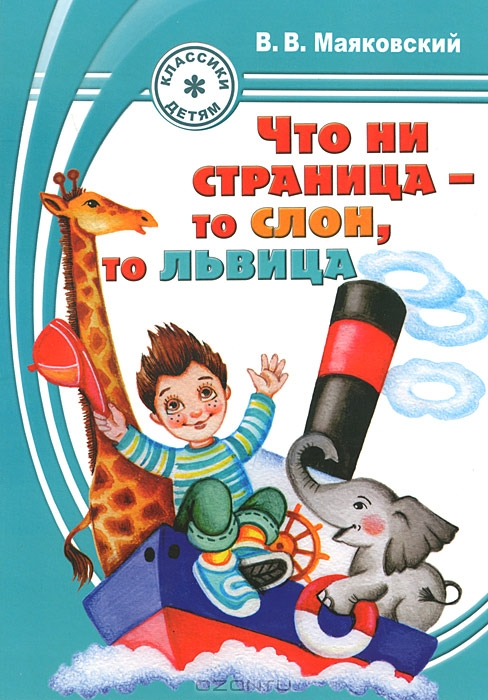 В. В. Маяковский
КЛАССИКИ
ДЕТЯМ
Что ни
страница –
то слон,
то львица
OZON.RU